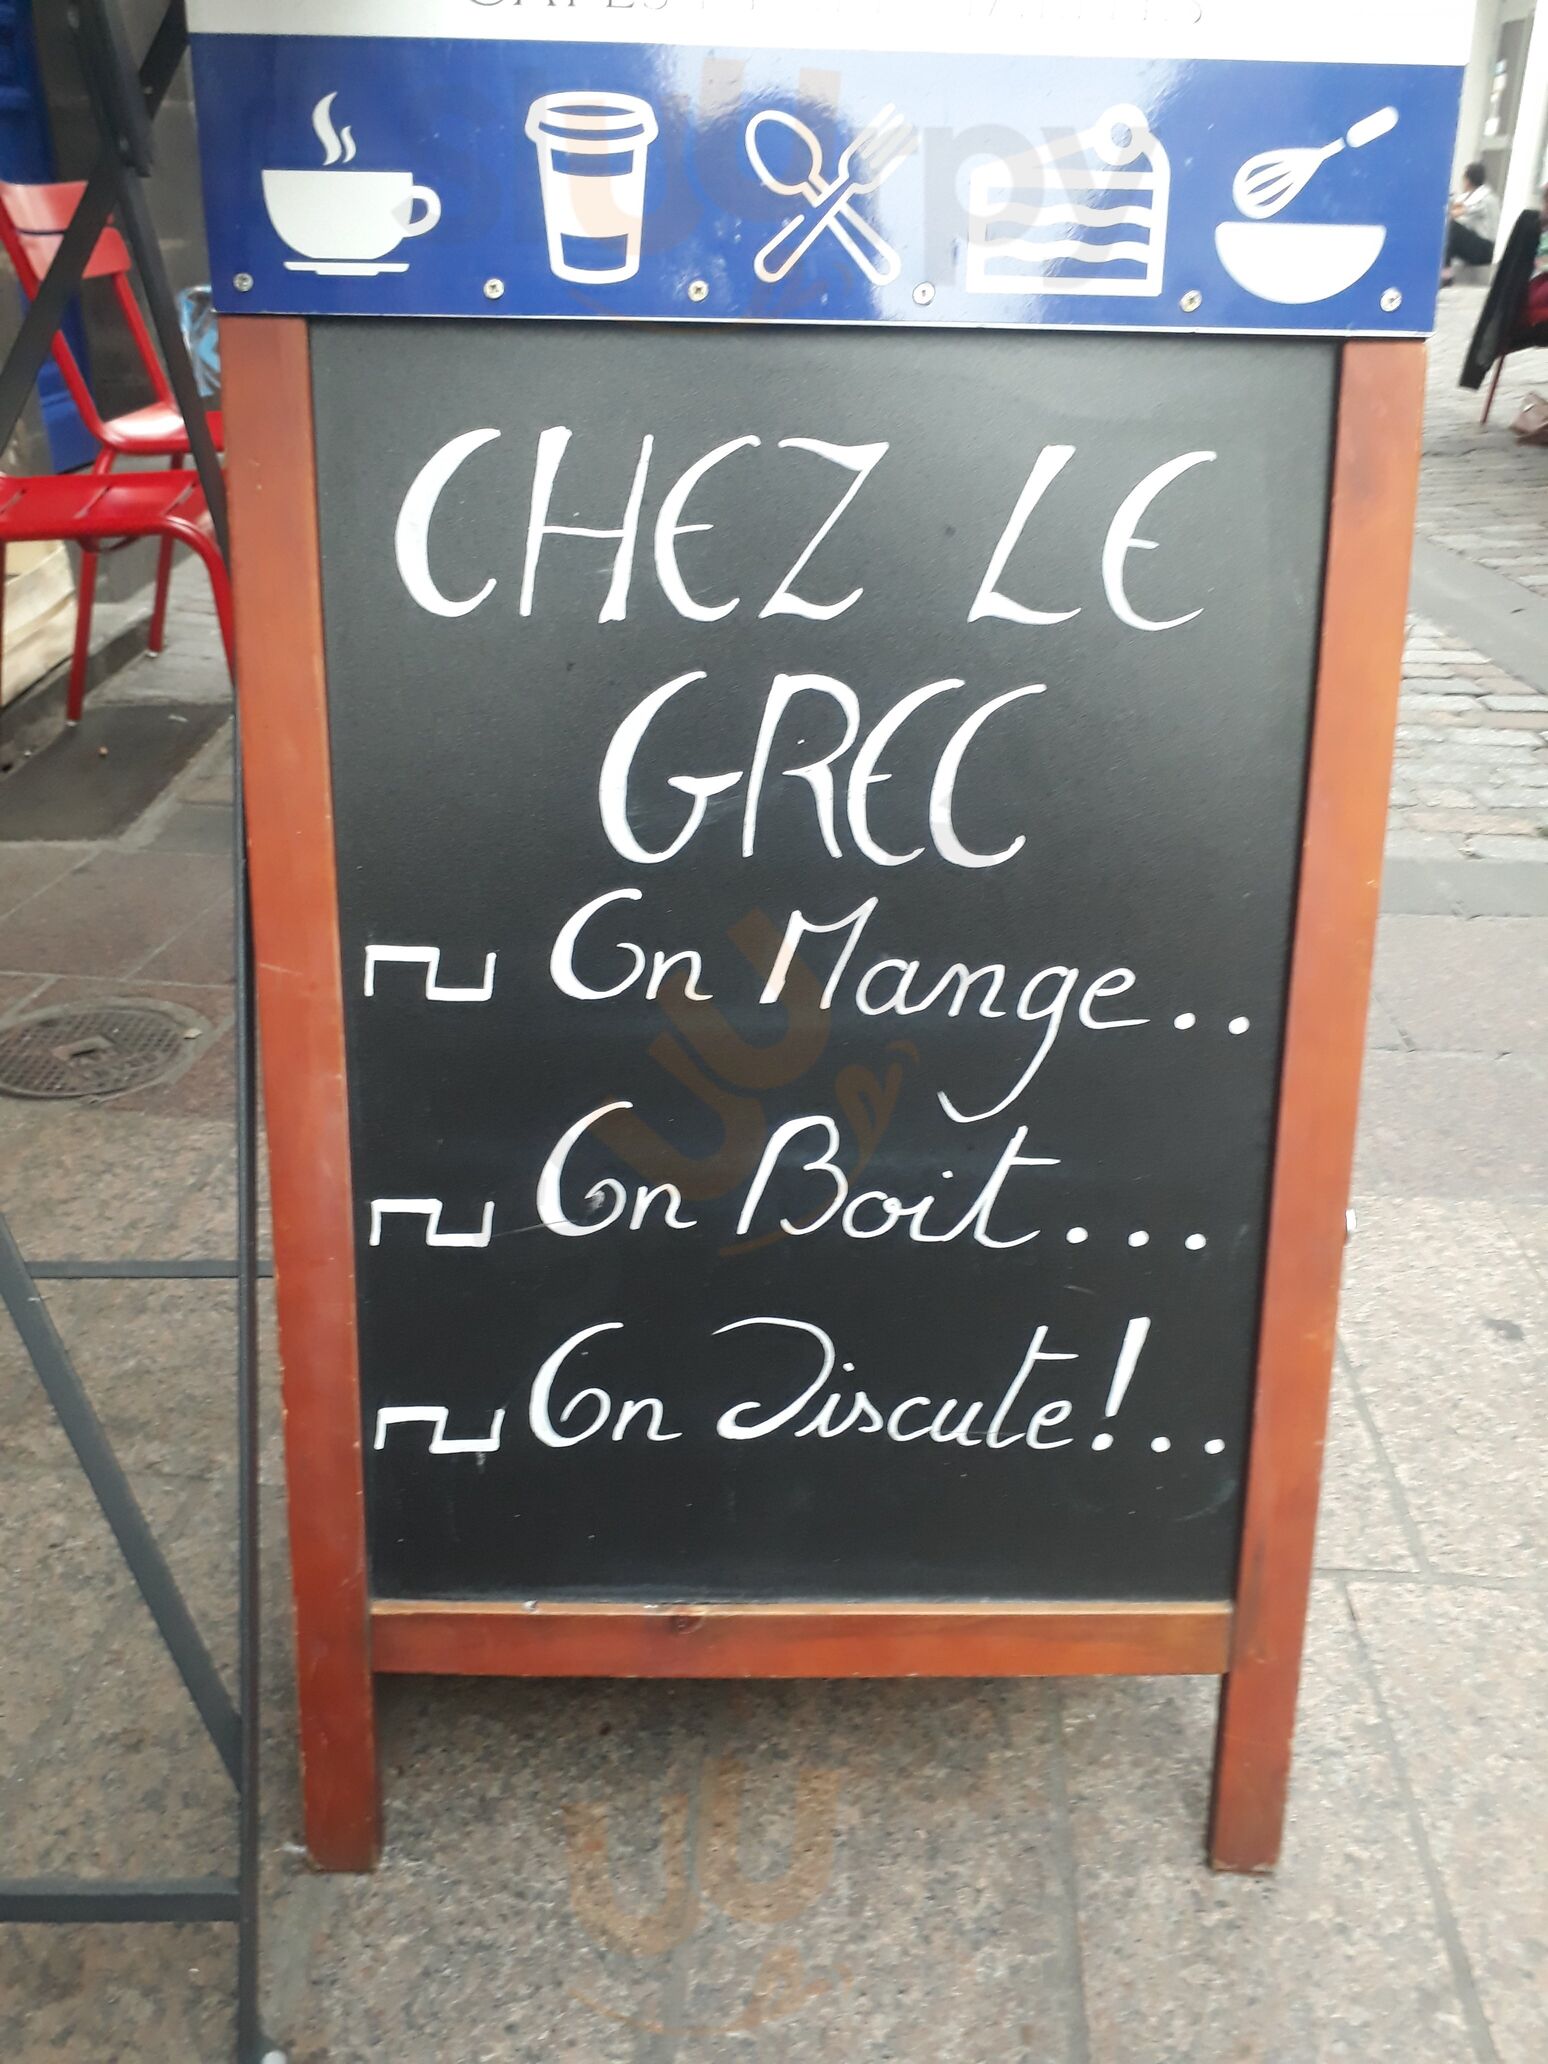 CHEZ LE
GREC
On Mange..
On Boit...
On Discute!..